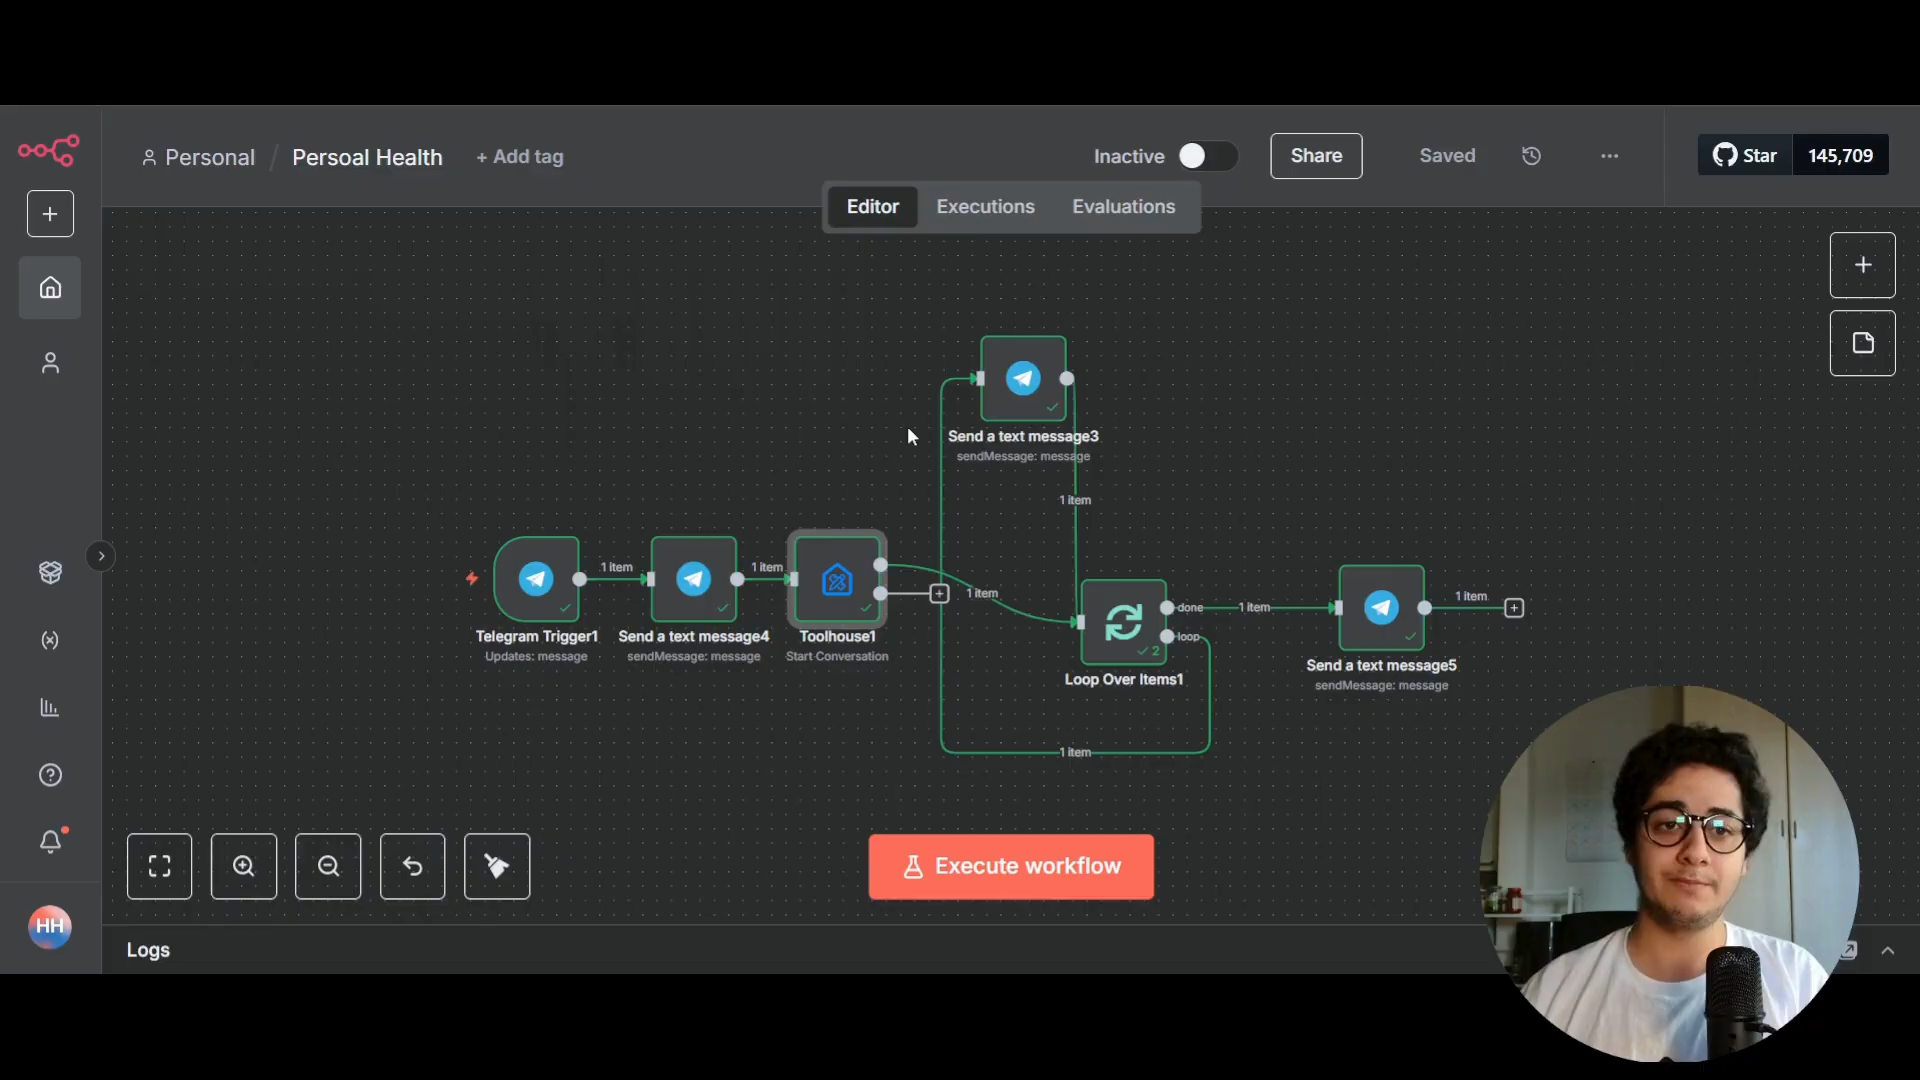 Personal / Persoal Health + Add tag
Inactive
Share
Saved
Star 145,709
Editor Executions Evaluations
Send a text message3
sendMessage: message
1 item
1 item
1 item
1 item
done
1 item
1 item
loop
Telegram Trigger1
Updates: message
Send a text message4
sendMessage: message
Toolhouse1
Start Conversation
2
Loop Over Items1
Send a text message5
sendMessage: message
1 item
Execute workflow
HH
Logs